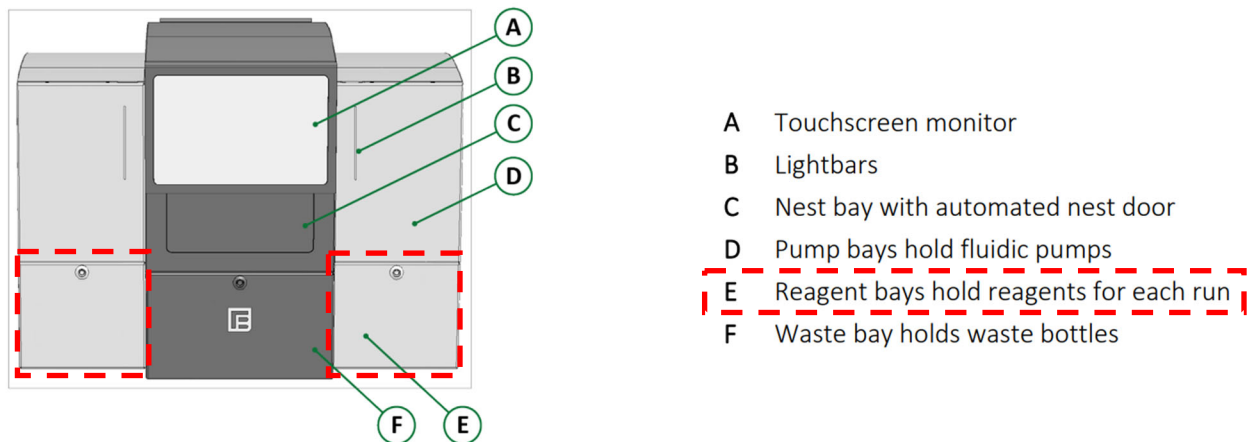 A
B
C
D
F
E
A Touchscreen monitor
B Lightbars
C Nest bay with automated nest door
D Pump bays hold fluidic pumps
E Reagent bays hold reagents for each run
F Waste bay holds waste bottles